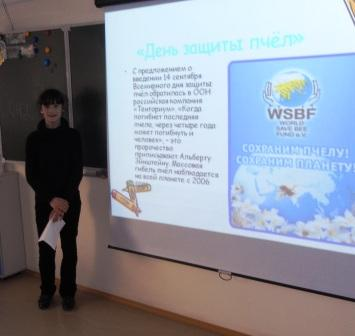 «День защиты пчёл»
• С предложением о
введении 14 сентября
Всемирного дня защиты
пчёл обратилась в ООН
российская компания
«Тенториум». «Когда
погибнет последняя
пчела, через четыре года
может погибнуть и
человек», – это
пророчество
приписывают Альберту
Эйнштейну. Массовая
гибель пчёл наблюдается
на всей планете с 2006
WSBF
WORLD
SAVE BEE
FUND e.V.
СОХРАНИМ ПЧЕЛУ!
СОХРАНИМ ПЛАНЕТУ!